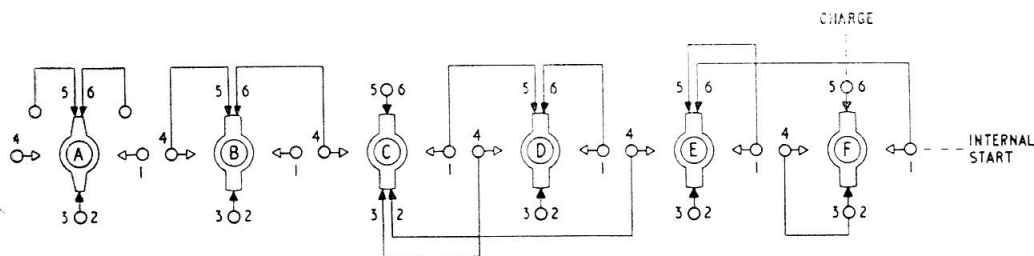 CHARGE
5 6 5 6 5 6 5 6 5 6 5 6
4 A 4 B 4 C 4 D 4 E 4 F INTERNAL
START
1 1 1 1 1 1
3 2 3 2 3 2 3 2 3 2 3 2